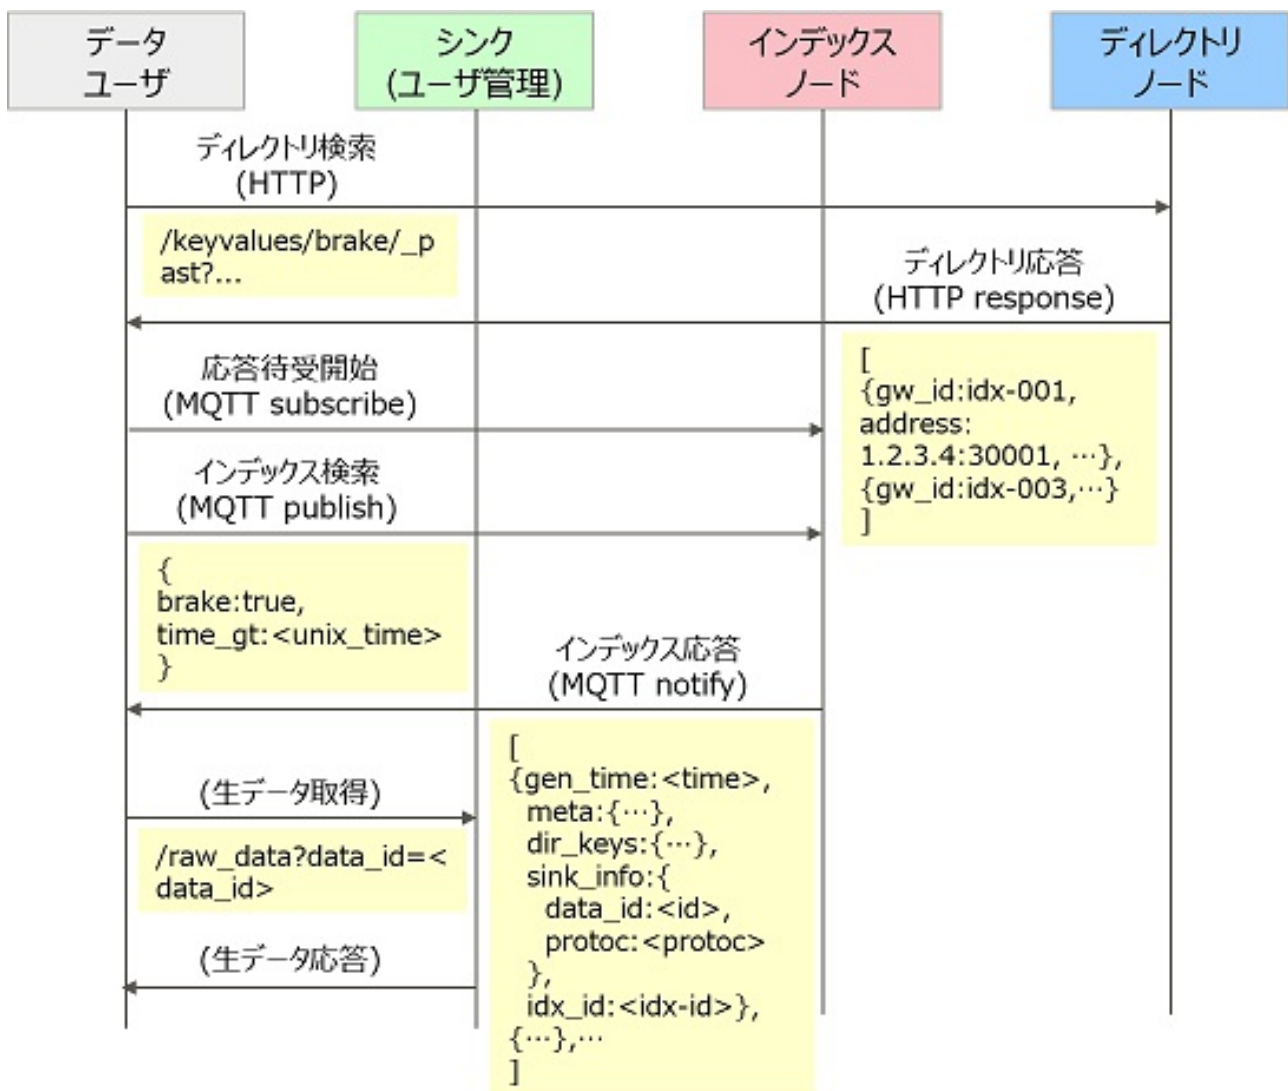 データ
ユーザ
シンク
(ユーザ管理)
インデックス
ノード
ディレクトリ
ノード
ディレクトリ検索
(HTTP)
/keyvalues/brake/_p
ast?...
ディレクトリ応答
(HTTP response)
[
{gw_id:idx-001,
address:
1.2.3.4:30001, …},
{gw_id:idx-003,…}
]
応答待受開始
(MQTT subscribe)
インデックス検索
(MQTT publish)
{
brake:true,
time_gt:<unix_time>
}
インデックス応答
(MQTT notify)
[
{gen_time:<time>,
meta:{…},
dir_keys:{…},
sink_info:{
data_id:<id>,
protoc:<protoc>
},
idx_id:<idx-id>},
{…},…
]
(生データ取得)
/raw_data?data_id=<
data_id>
(生データ応答)